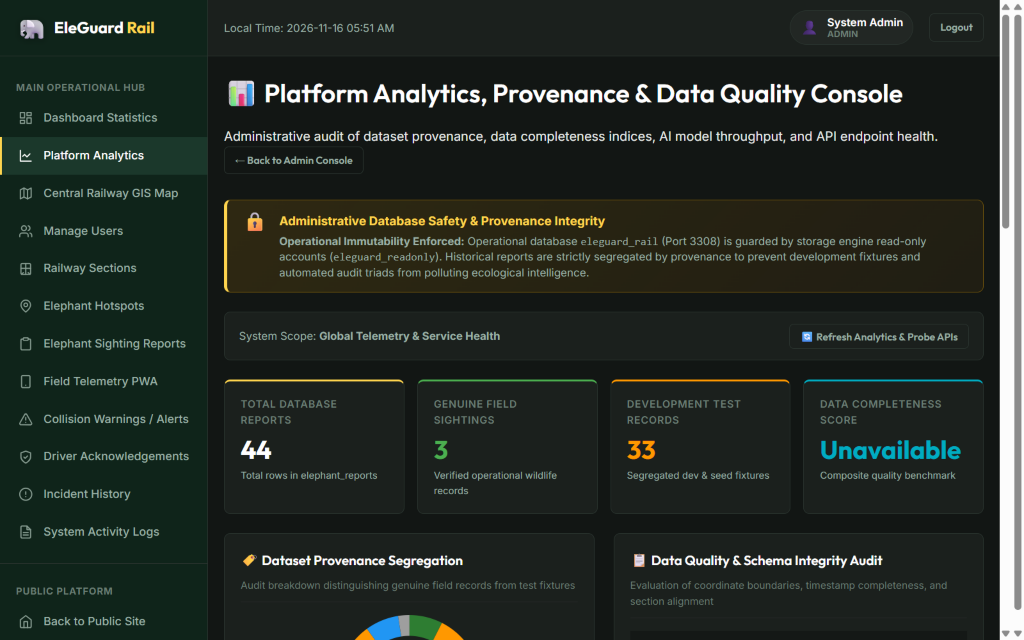 EleGuard Rail
MAIN OPERATIONAL HUB
Dashboard Statistics
Platform Analytics
Central Railway GIS Map
Manage Users
Railway Sections
Elephant Hotspots
Elephant Sighting Reports
Field Telemetry PWA
Collision Warnings / Alerts
Driver Acknowledgements
Incident History
System Activity Logs
PUBLIC PLATFORM
Back to Public Site
Local Time: 2026-11-16 05:51 AM
System Admin
ADMIN
Logout
Platform Analytics, Provenance & Data Quality Console
Administrative audit of dataset provenance, data completeness indices, AI model throughput, and API endpoint health.
← Back to Admin Console
Administrative Database Safety & Provenance Integrity
Operational Immutability Enforced: Operational database eleguard_rail (Port 3308) is guarded by storage engine read-only
accounts (eleguard_readonly). Historical reports are strictly segregated by provenance to prevent development fixtures and
automated audit triads from polluting ecological intelligence.
System Scope: Global Telemetry & Service Health
Refresh Analytics & Probe APIs
TOTAL DATABASE
REPORTS
44
Total rows in elephant_reports
GENUINE FIELD
SIGHTINGS
3
Verified operational wildlife
records
DEVELOPMENT TEST
RECORDS
33
Segregated dev & seed fixtures
DATA COMPLETENESS
SCORE
Unavailable
Composite quality benchmark
Dataset Provenance Segregation
Audit breakdown distinguishing genuine field records from test fixtures
Data Quality & Schema Integrity Audit
Evaluation of coordinate boundaries, timestamp completeness, and
section alignment